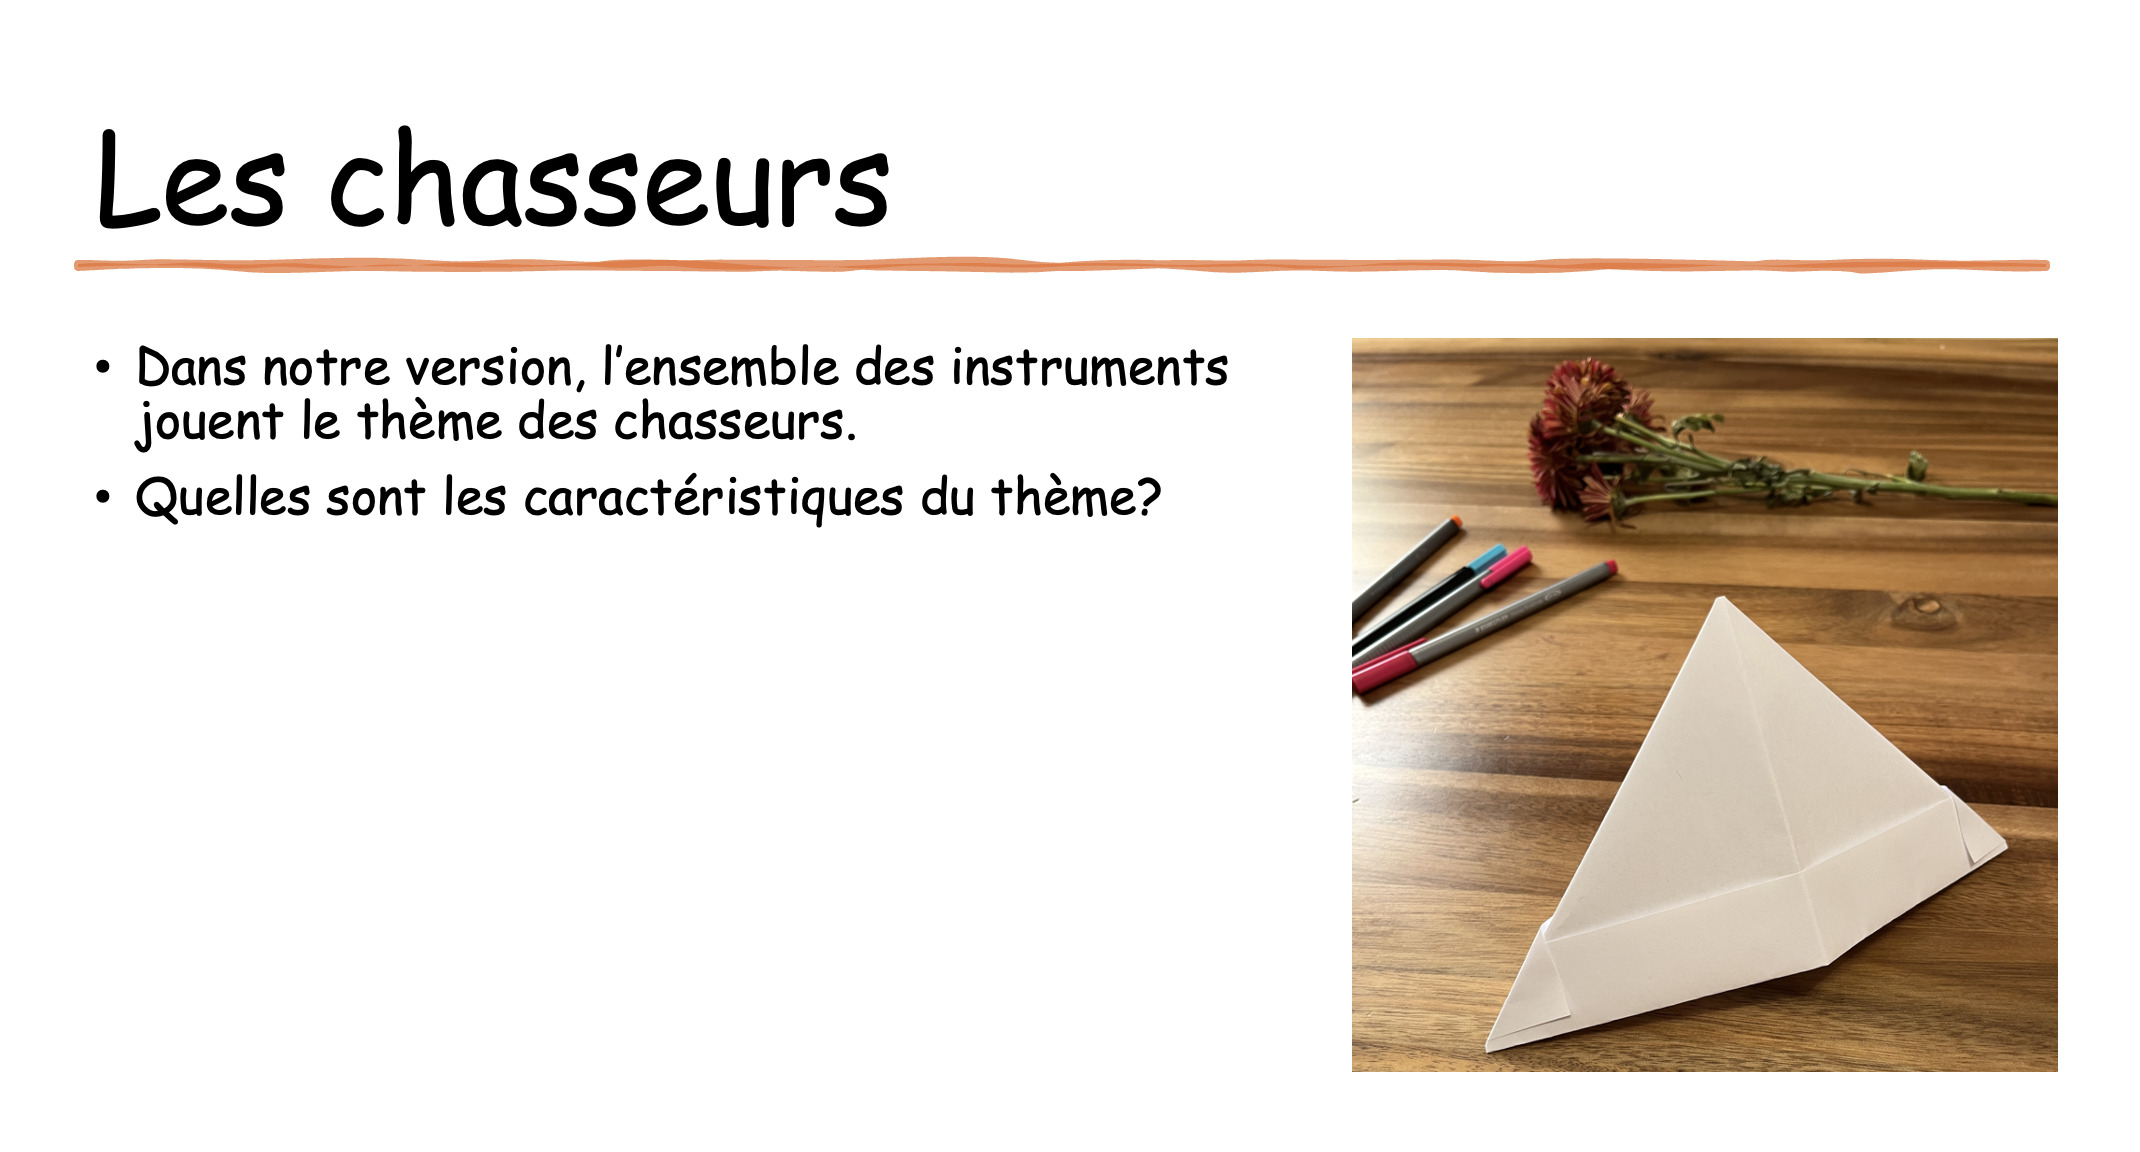 Les chasseurs
• Dans notre version, l’ensemble des instruments
jouent le thème des chasseurs.
• Quelles sont les caractéristiques du thème?